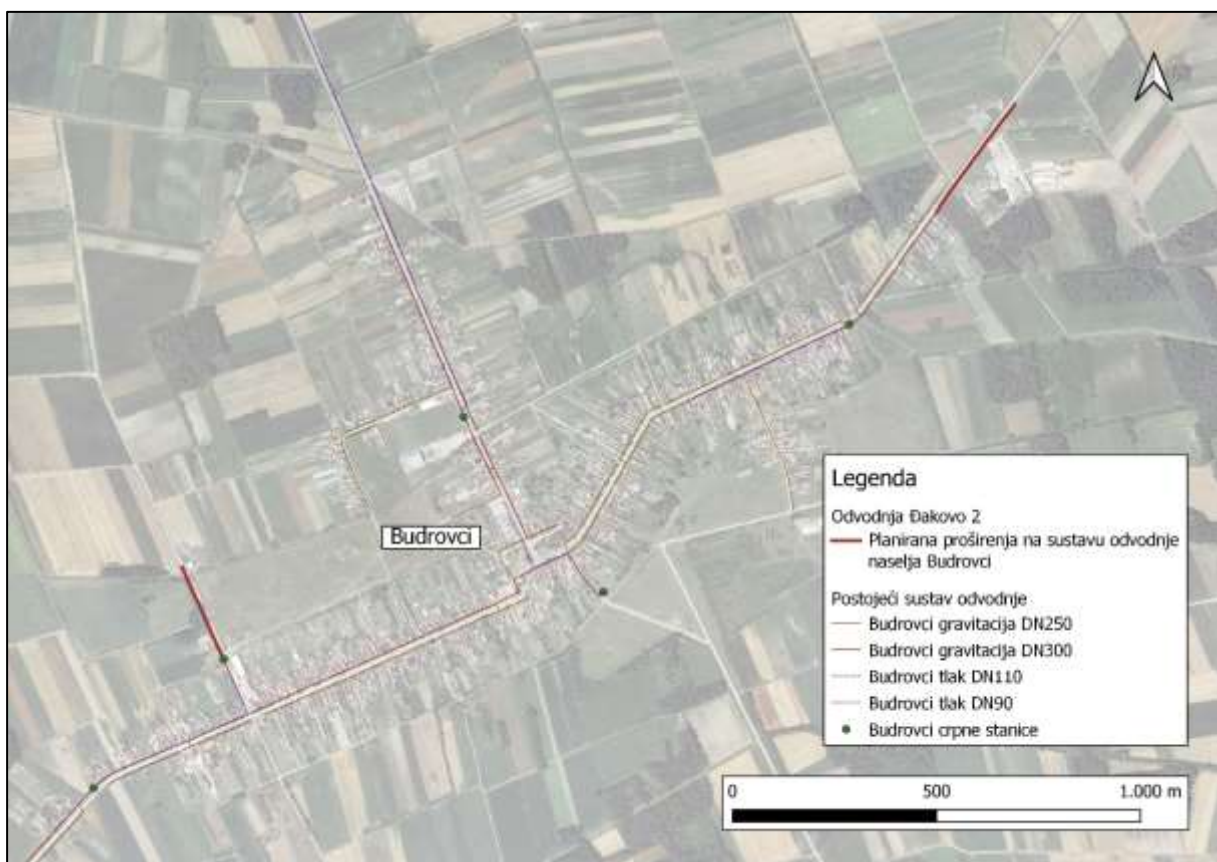 Budrovci
Legenda
Odvodnja Đakovo 2
Planirana proširenja na sustavu odvodnje
naselja Budrovci
Postojeći sustav odvodnje
Budrovci gravitacija DN250
Budrovci gravitacija DN300
Budrovci tlak DN110
Budrovci tlak DN90
Budrovci crpne stanice
0 500 1.000 m